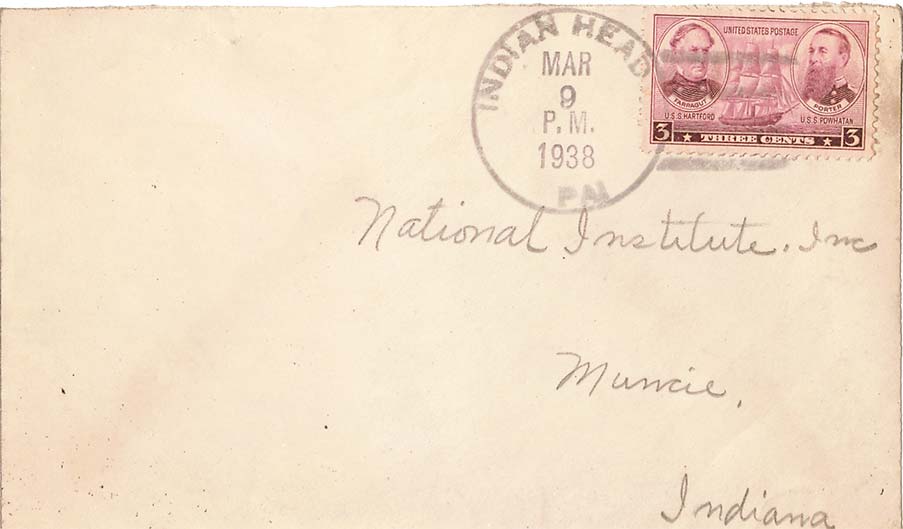 INDIAN HEAD
MAR
9
P.M.
1938
PA
UNITED STATES POSTAGE
FARRAGUT
PORTER
U.S.S. HARTFORD
U.S.S. POWHATAN
3 THREE CENTS 3
National Institute. Inc
Muncie,
Indiana